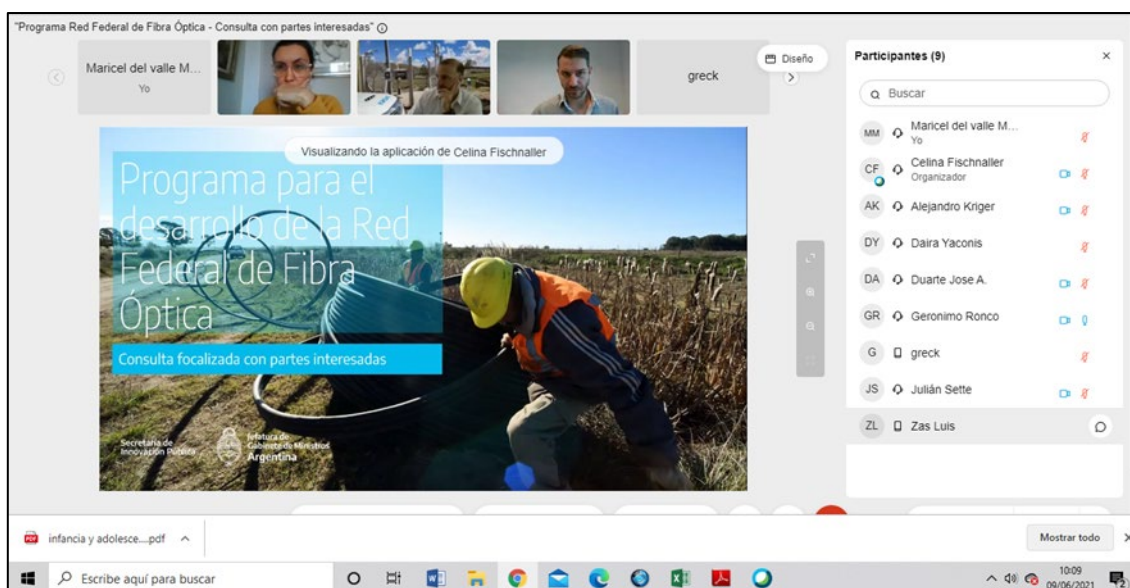 "Programa Red Federal de Fibra Óptica - Consulta con partes interesadas"
Maricel del valle M...
Yo
greck
Diseño
Visualizando la aplicación de Celina Fischnaller
Programa para el
desarrollo de la Red
Federal de Fibra
Óptica
Consulta focalizada con partes interesadas
Secretaría de
Innovación Pública
Jefatura de
Gabinete de Ministros
Argentina
Participantes (9)
Buscar
MM Maricel del valle M...
Yo
CF Celina Fischnaller
Organizador
AK Alejandro Kriger
DY Daira Yaconis
DA Duarte Jose A.
GR Geronimo Ronco
G greck
JS Julián Sette
ZL Zas Luis
PDF infancia y adolesce....pdf
Mostrar todo
Escribe aquí para buscar
10:09
09/06/2021
2